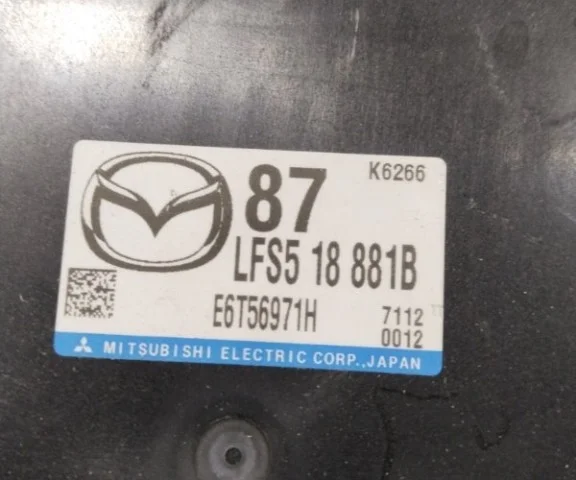 87
K6266
LFS5 18 881B
E6T56971H
7112
0012
MITSUBISHI ELECTRIC CORP.,JAPAN